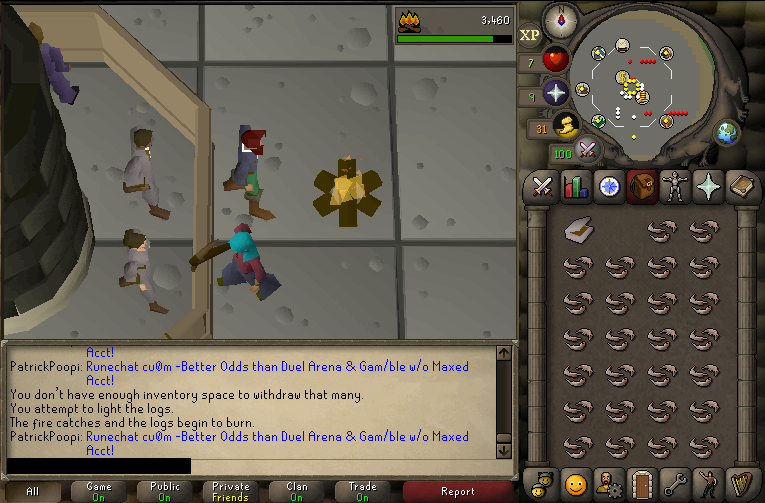 3,460
N
XP
7
9
31
100
Acct!
PatrickPoopi: Runechat cu0m -Better Odds than Duel Arena & Gam/ble w/o Maxed
Acct!
You don't have enough inventory space to withdraw that many.
You attempt to light the logs.
The fire catches and the logs begin to burn.
PatrickPoopi: Runechat cu0m -Better Odds than Duel Arena & Gam/ble w/o Maxed
Acct!
All
Game
On
Public
On
Private
Friends
Clan
On
Trade
On
Report